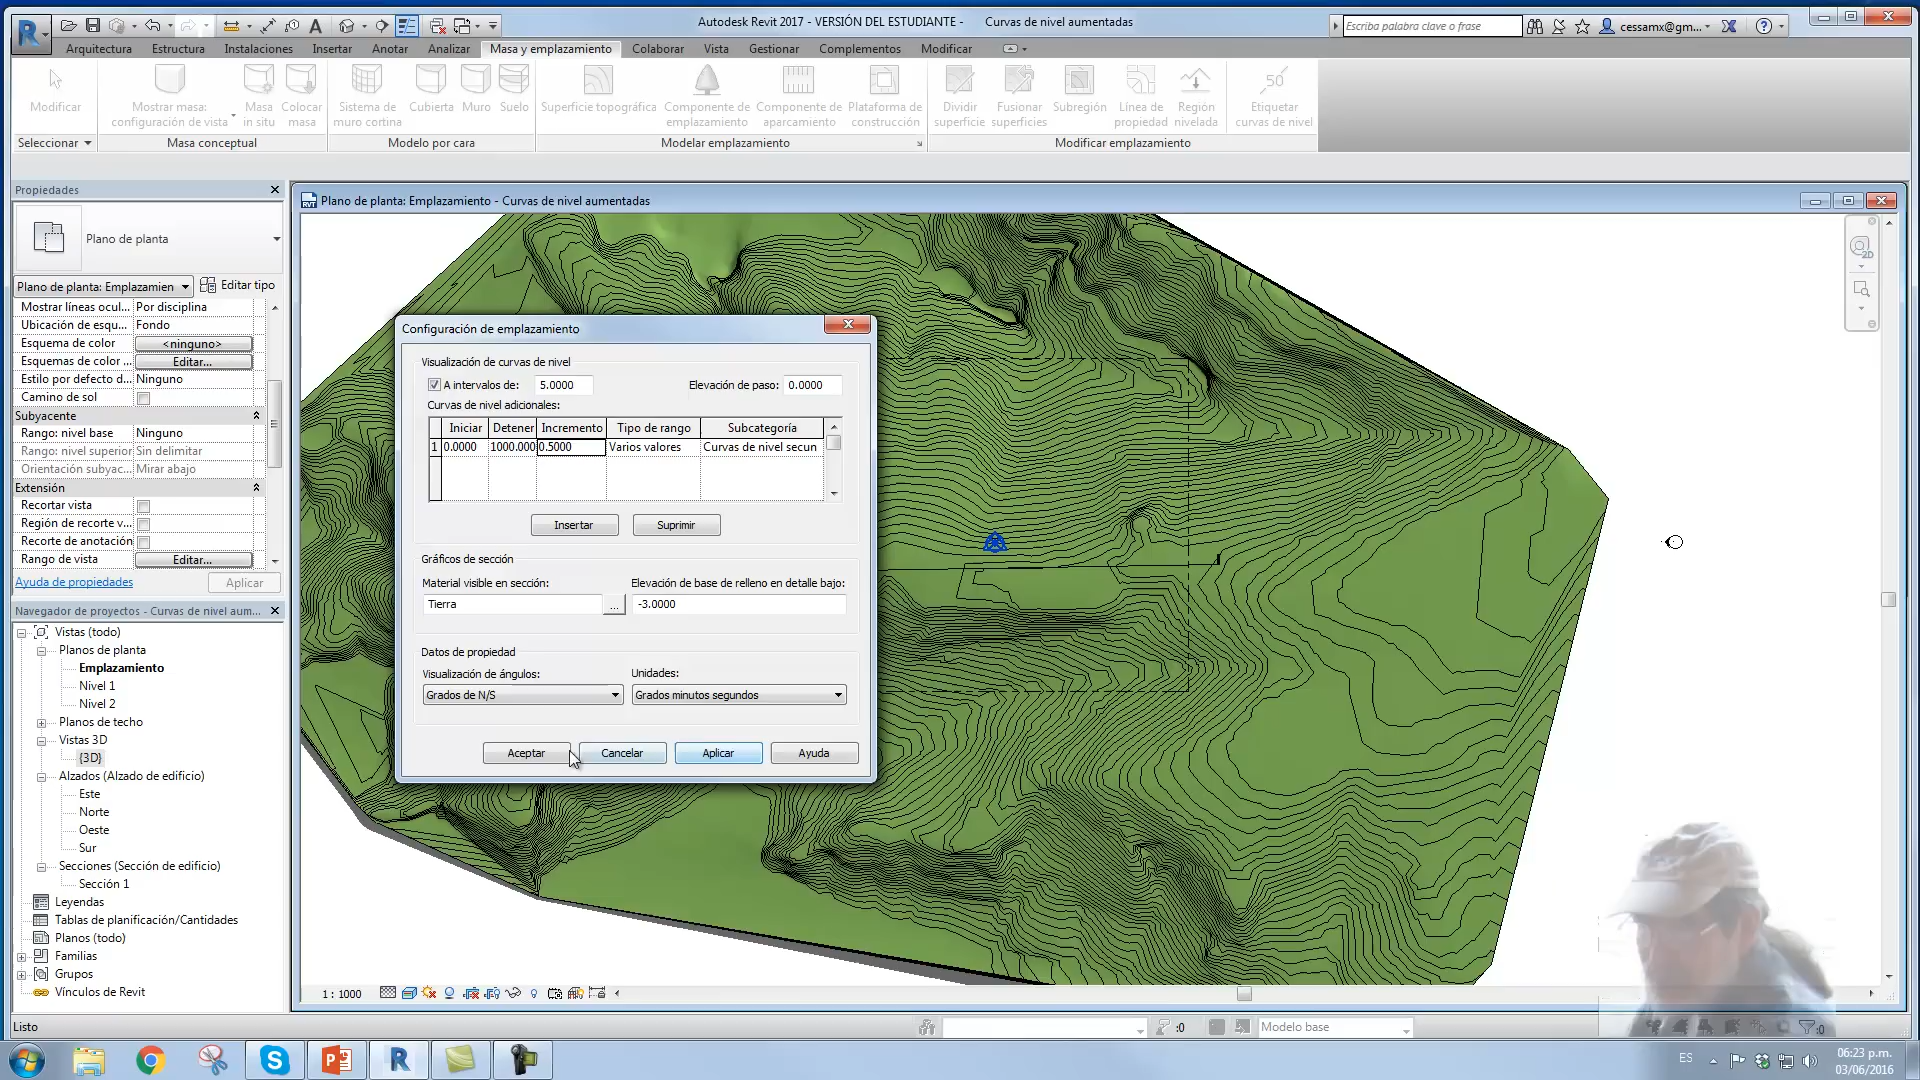 Autodesk Revit 2017 - VERSIÓN DEL ESTUDIANTE - Curvas de nivel aumentadas
Escriba palabra clave o frase
cessamx@gm...
Arquitectura Estructura Instalaciones Insertar Anotar Analizar Masa y emplazamiento Colaborar Vista Gestionar Complementos Modificar
Modificar
Mostrar masa:
configuración de vista
Masa
in situ
Colocar
masa
Sistema de
muro cortina
Cubierta
Muro
Suelo
Superficie topográfica
Componente de
emplazamiento
Componente de
aparcamiento
Plataforma de
construcción
Dividir
superficie
Fusionar
superficies
Subregión
Línea de
propiedad
Región
nivelada
50
Etiquetar
curvas de nivel
Seleccionar Masa conceptual Modelo por cara Modelar emplazamiento Modificar emplazamiento
Propiedades
Plano de planta
Plano de planta: Emplazamien
Editar tipo
Mostrar líneas ocul... Por disciplina
Ubicación de esqu... Fondo
Esquema de color <ninguno>
Esquemas de color ... Editar...
Estilo por defecto d... Ninguno
Camino de sol
Subyacente
Rango: nivel base Ninguno
Rango: nivel superior Sin delimitar
Orientación subyac... Mirar abajo
Extensión
Recortar vista
Región de recorte v...
Recorte de anotación
Rango de vista Editar...
Ayuda de propiedades Aplicar
Navegador de proyectos - Curvas de nivel aum...
Vistas (todo)
Planos de planta
Emplazamiento
Nivel 1
Nivel 2
Planos de techo
Vistas 3D
{3D}
Alzados (Alzado de edificio)
Este
Norte
Oeste
Sur
Secciones (Sección de edificio)
Sección 1
Leyendas
Tablas de planificación/Cantidades
Planos (todo)
Familias
Grupos
Vínculos de Revit
Plano de planta: Emplazamiento - Curvas de nivel aumentadas
2D
Configuración de emplazamiento
Visualización de curvas de nivel
A intervalos de: 5.0000 Elevación de paso: 0.0000
Curvas de nivel adicionales:
Iniciar Detener Incremento Tipo de rango Subcategoría
1 0.0000 1000.000 0.5000 Varios valores Curvas de nivel secun
Insertar Suprimir
Gráficos de sección
Material visible en sección: Elevación de base de relleno en detalle bajo:
Tierra ... -3.0000
Datos de propiedad
Visualización de ángulos: Unidades:
Grados de N/S Grados minutos segundos
Aceptar Cancelar Aplicar Ayuda
1 : 1000
Listo
:0
Modelo base
:0
ES
06:23 p.m.
03/06/2016